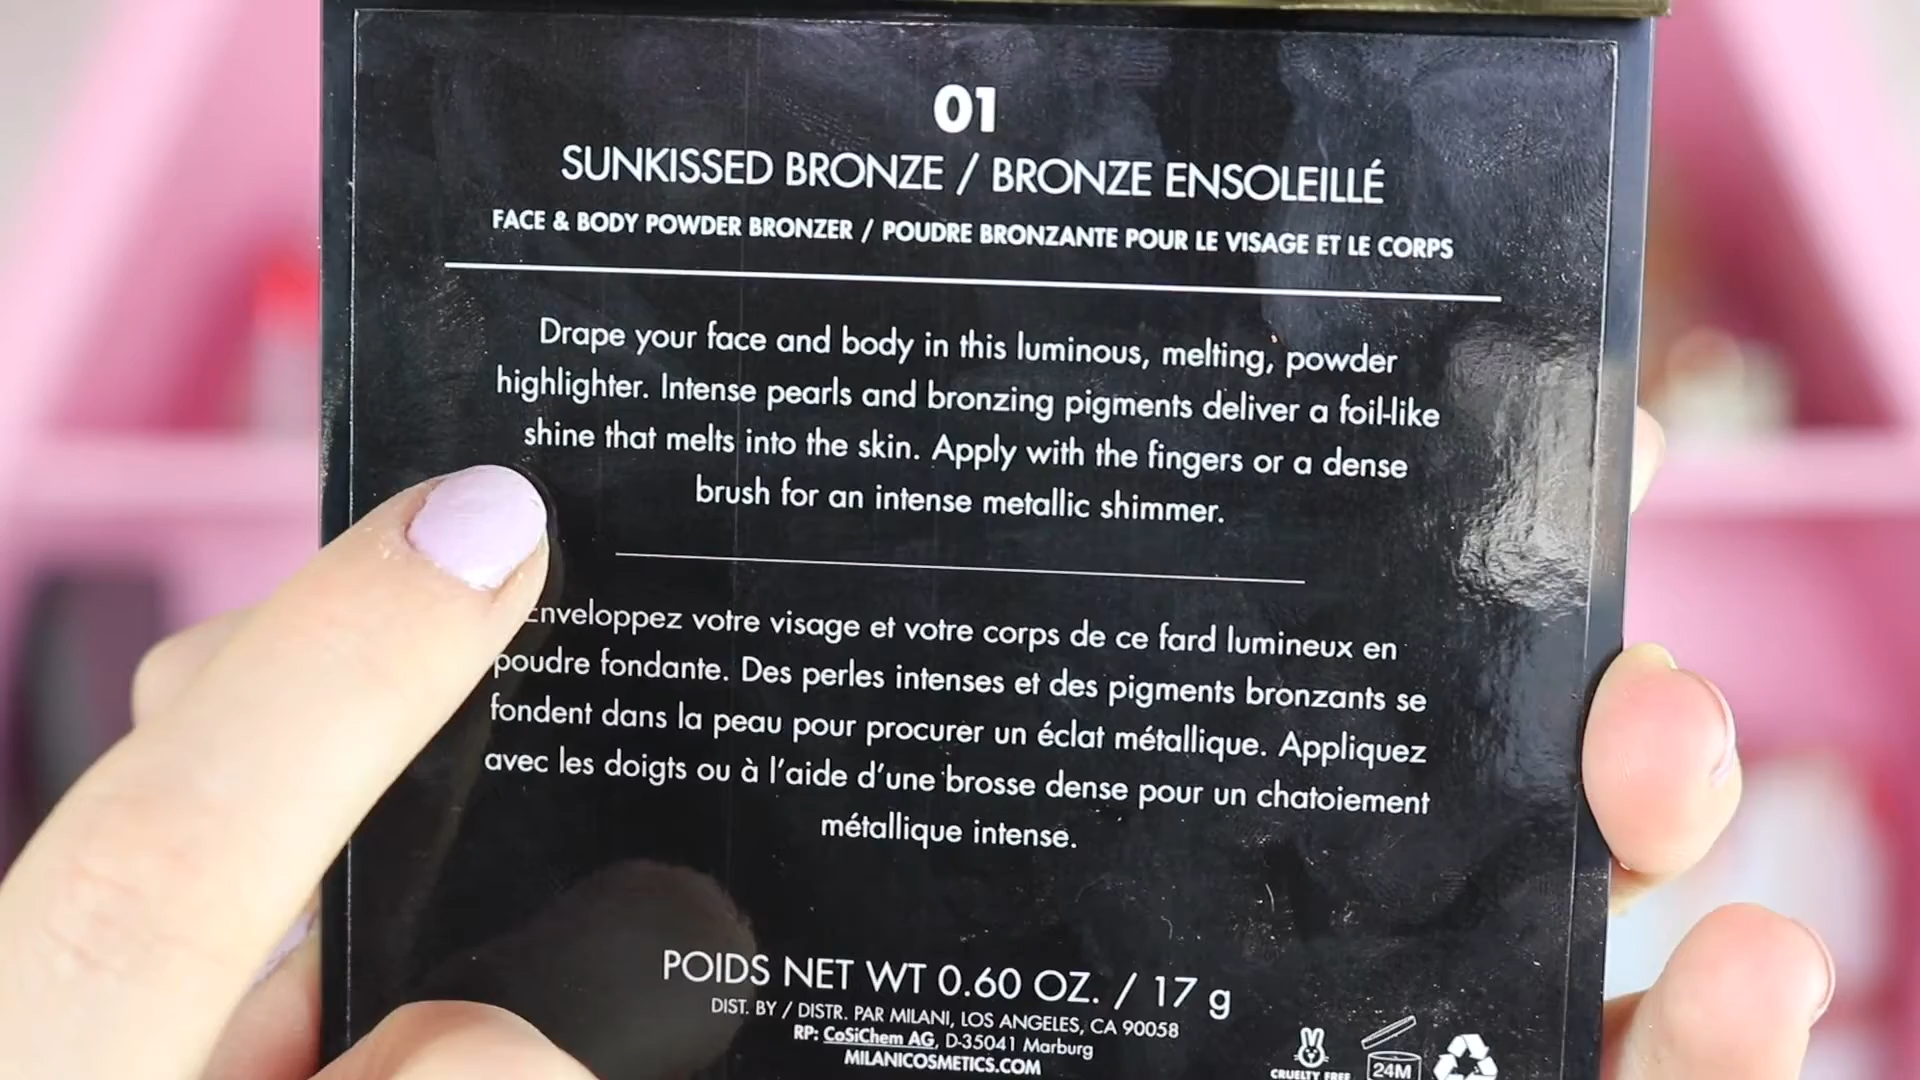 01
SUNKISSED BRONZE / BRONZE ENSOLEILLÉ
FACE & BODY POWDER BRONZER / POUDRE BRONZANTE POUR LE VISAGE ET LE CORPS
Drape your face and body in this luminous, melting, powder
highlighter. Intense pearls and bronzing pigments deliver a foil-like
shine that melts into the skin. Apply with the fingers or a dense
brush for an intense metallic shimmer.
Enveloppez votre visage et votre corps de ce fard lumineux en
poudre fondante. Des perles intenses et des pigments bronzants se
fondent dans la peau pour procurer un éclat métallique. Appliquez
avec les doigts ou à l'aide d'une brosse dense pour un chatoiement
métallique intense.
POIDS NET WT 0.60 OZ. / 17 g
DIST. BY / DISTR. PAR MILANI, LOS ANGELES, CA 90058
RP: CoSiChem AG, D-35041 Marburg
MILANICOSMETICS.COM
CRUELTY FREE
24M